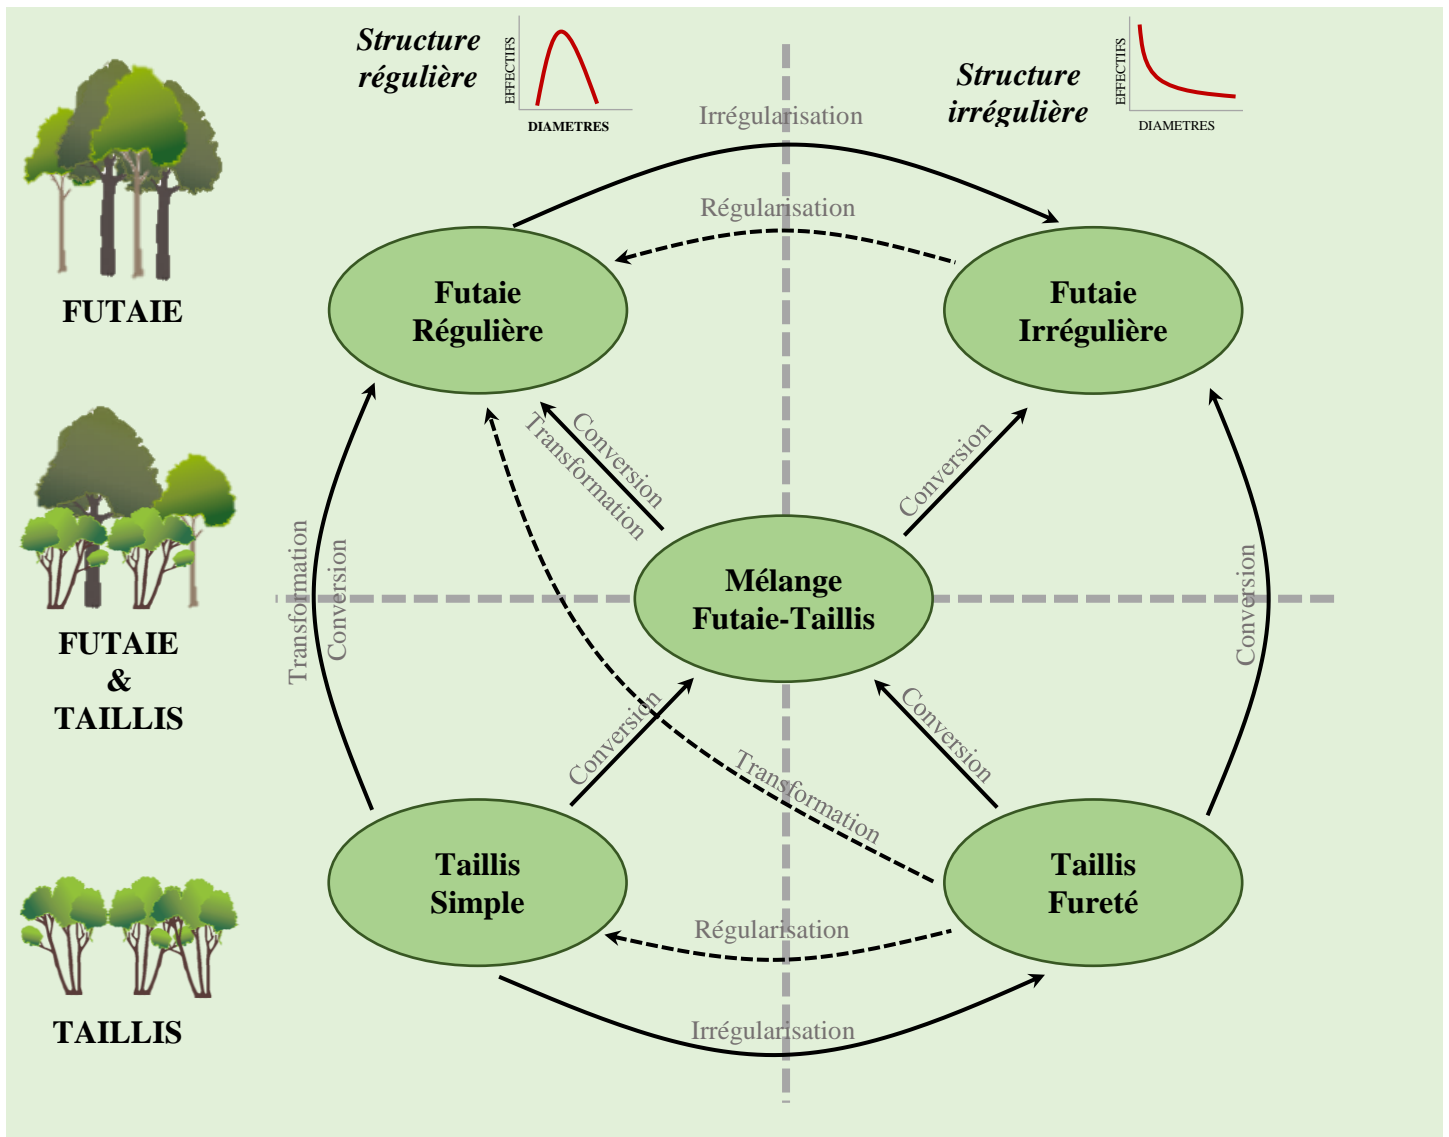 Structure
régulière
EFFECTIFS
DIAMETRES
Structure
irrégulière
EFFECTIFS
DIAMETRES
Irrégularisation
Régularisation
FUTAIE
Futaie
Régulière
Futaie
Irrégulière
Conversion
Transformation
Conversion
Transformation
Conversion
Conversion
Mélange
Futaie-Taillis
FUTAIE
&
TAILLIS
Conversion
Conversion
Transformation
Taillis
Simple
Taillis
Fureté
Régularisation
Irrégularisation
TAILLIS